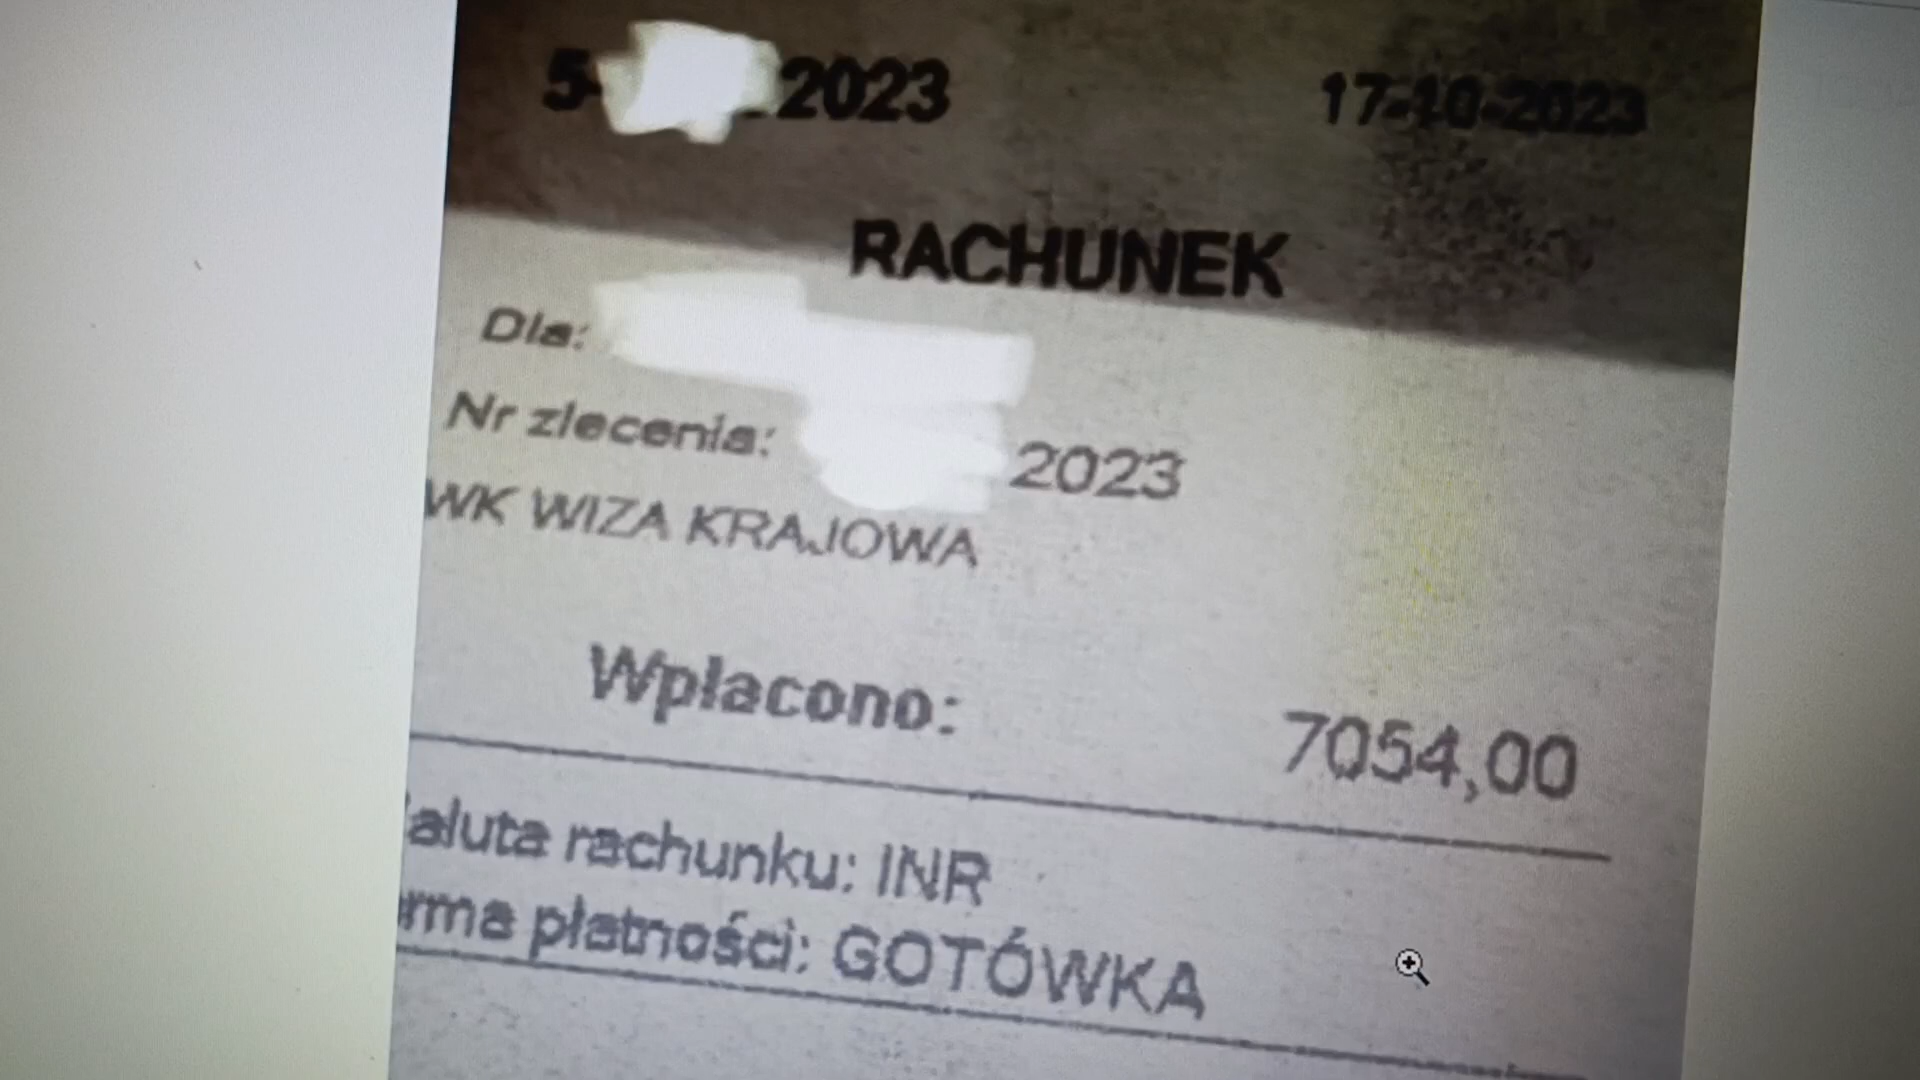 5- 2023 17-10-2023
RACHUNEK
Dla:
Nr zlecenia: 2023
WK WIZA KRAJOWA
Wpłacono: 7054,00
aluta rachunku: INR
rma płatności: GOTÓWKA